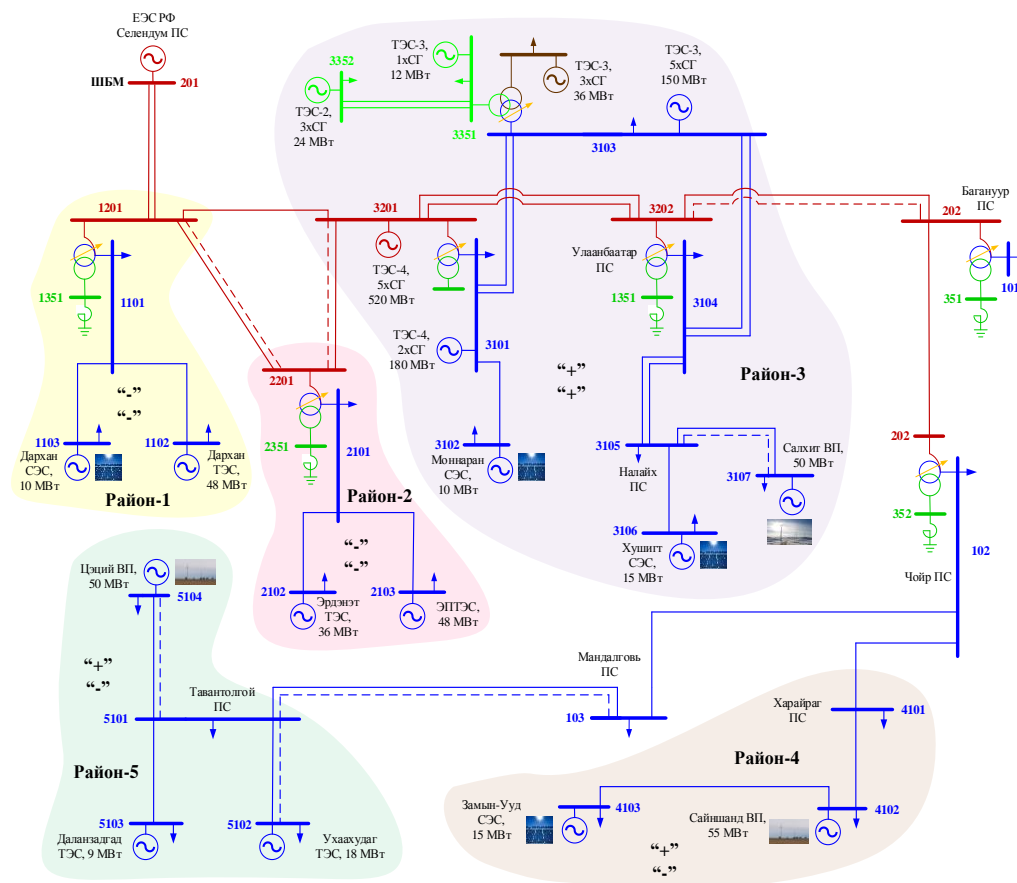 ЕЭС РФ
Селендум ПС
ШБМ
201
3352
ТЭС-3,
1хСГ
12 МВт
ТЭС-3,
3хСГ
36 МВт
ТЭС-3,
5хСГ
150 МВт
ТЭС-2,
3хСГ
24 МВт
3351
3103
1201
3201
3202
202
Багануур
ПС
1351
1101
ТЭС-4,
5хСГ
520 МВт
Улаанбаатар
ПС
1351
3104
351
101
ТЭС-4,
2хСГ
180 МВт
3101
“+”
“+”
Район-3
2201
“-”
“-”
1103
1102
Дархан
СЭС,
10 МВт
Дархан
ТЭС,
48 МВт
Район-1
2351
2101
Район-2
3102
Моннаран
СЭС,
10 МВт
3105
Налайх
ПС
Салхит ВП,
50 МВт
3107
202
352
102
3106
Хушигт
СЭС,
15 МВт
Чойр ПС
“-”
“-”
2102
2103
Эрдэнэт
ТЭС,
36 МВт
ЭПТЭС,
48 МВт
Цэций ВП,
50 МВт
5104
“+”
“-”
Тавантолгой
ПС
5101
Мандалговь
ПС
103
Харайраг
ПС
4101
Район-5
Район-4
5103
Даланзадгад
ТЭС, 9 МВт
5102
Ухаахудаг
ТЭС, 18 МВт
Замын-Ууд
СЭС,
15 МВт
4103
Сайншанд ВП,
55 МВт
4102
“+”
“-”